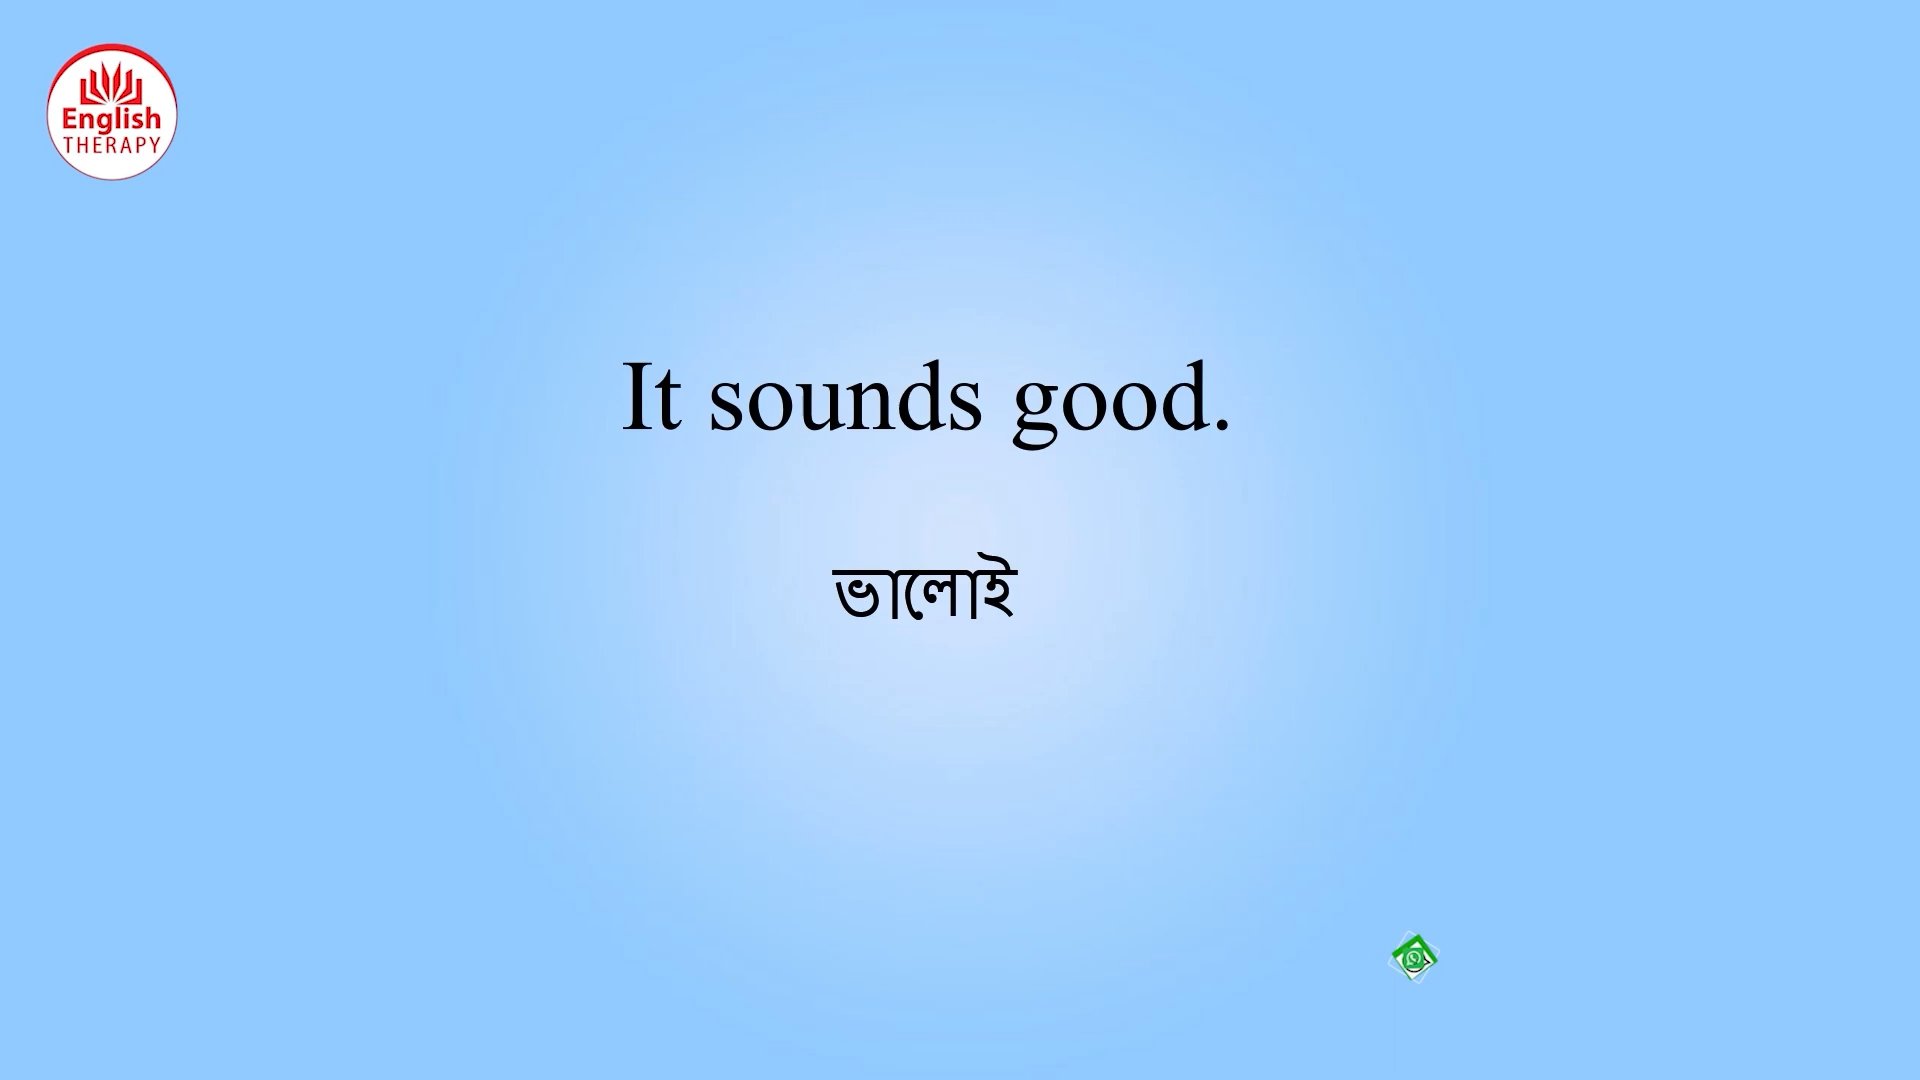 English
THERAPY
It sounds good.
ভালোই